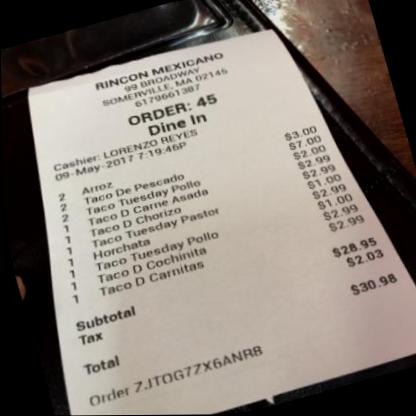 RINCON MEXICANO
99 BROADWAY
SOMERVILLE, MA 02145
6179661387
ORDER: 45
Dine In
Cashier: LORENZO REYES
09-May-2017 7:19:46P
2 Arroz $3.00
2 Taco De Pescado $7.00
2 Taco Tuesday Pollo $2.00
1 Taco D Carne Asada $2.99
1 Taco D Chorizo $2.99
1 Taco Tuesday Pastor $1.00
1 Horchata $2.99
1 Taco Tuesday Pollo $1.00
1 Taco D Cochinita $2.99
1 Taco D Carnitas $2.99
Subtotal $28.95
Tax $2.03
Total $30.98
Order 7JTOG7ZX6ANRB